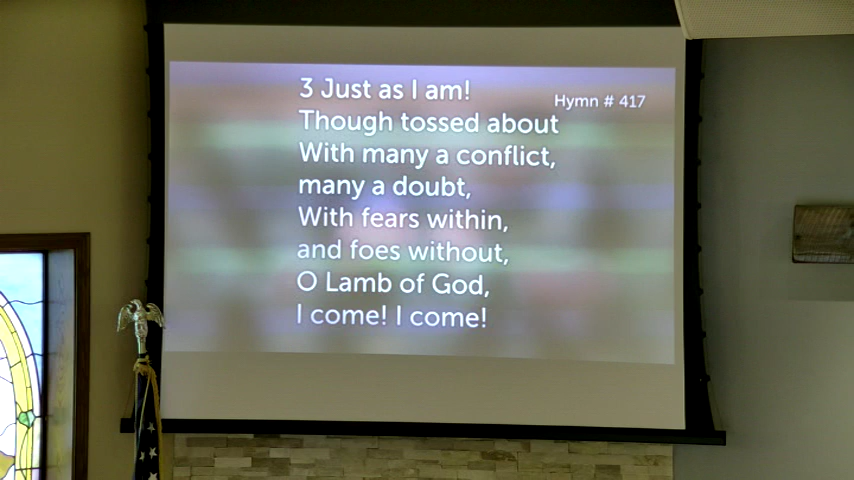 3 Just as I am!
Hymn # 417
Though tossed about
With many a conflict,
many a doubt,
With fears within,
and foes without,
O Lamb of God,
I come! I come!